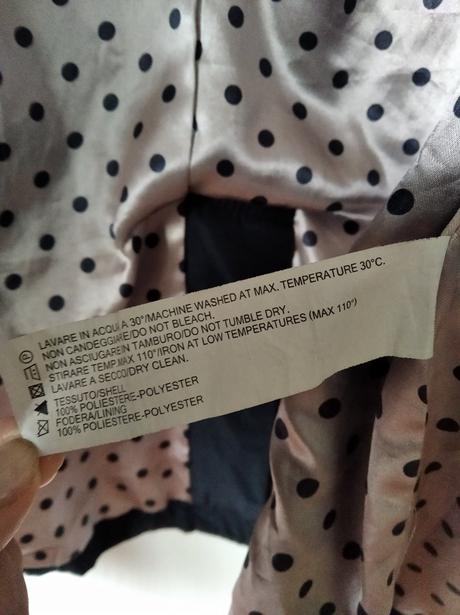 LAVARE IN ACQUA 30°/MACHINE WASHED AT MAX. TEMPERATURE 30°C.
NON CANDEGGIARE/DO NOT BLEACH.
NON ASCIUGARE IN TAMBURO/DO NOT TUMBLE DRY.
STIRARE TEMP.MAX 110°/IRON AT LOW TEMPERATURES (MAX 110°)
LAVARE A SECCO/DRY CLEAN.
TESSUTO/SHELL
100% POLIESTERE-POLYESTER
FODERA/LINING
100% POLIESTERE-POLYESTER